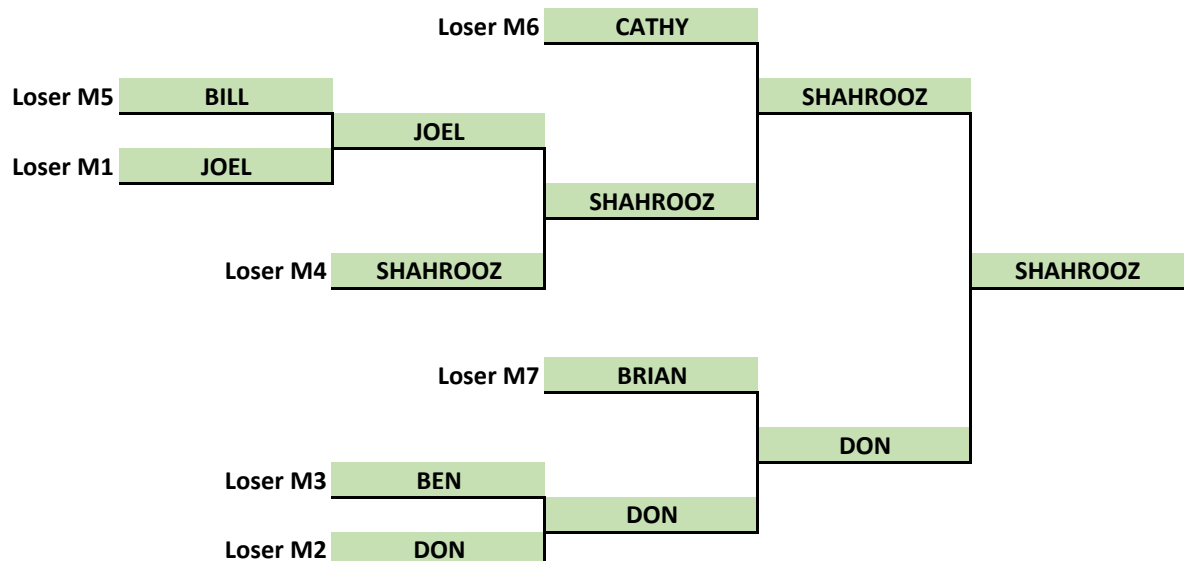 Loser M6 CATHY
Loser M5 BILL SHAHROOZ
JOEL
Loser M1 JOEL
SHAHROOZ
Loser M4 SHAHROOZ SHAHROOZ
Loser M7 BRIAN
DON
Loser M3 BEN
DON
Loser M2 DON